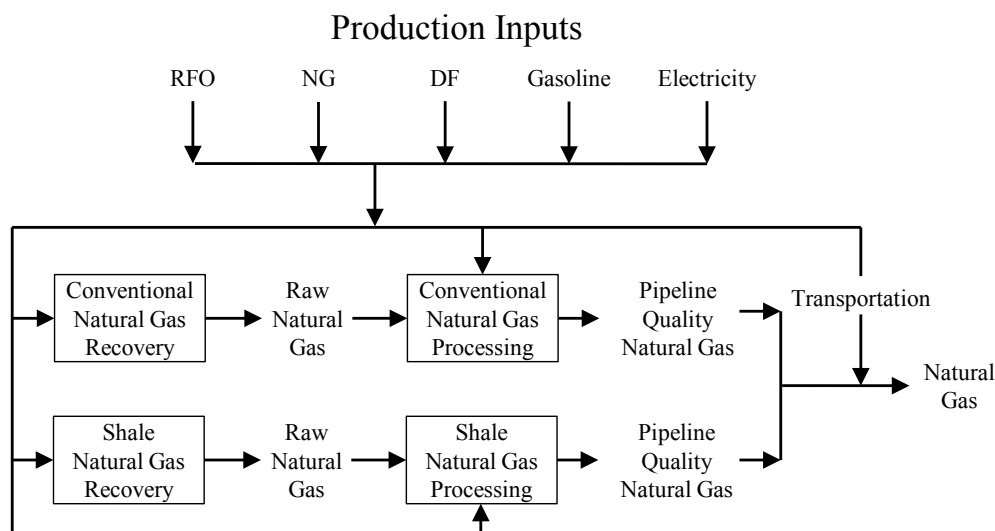 Production Inputs
RFO
NG
DF
Gasoline
Electricity
Conventional
Natural Gas
Recovery
Raw
Natural
Gas
Conventional
Natural Gas
Processing
Pipeline
Quality
Natural Gas
Transportation
Natural
Gas
Shale
Natural Gas
Recovery
Raw
Natural
Gas
Shale
Natural Gas
Processing
Pipeline
Quality
Natural Gas